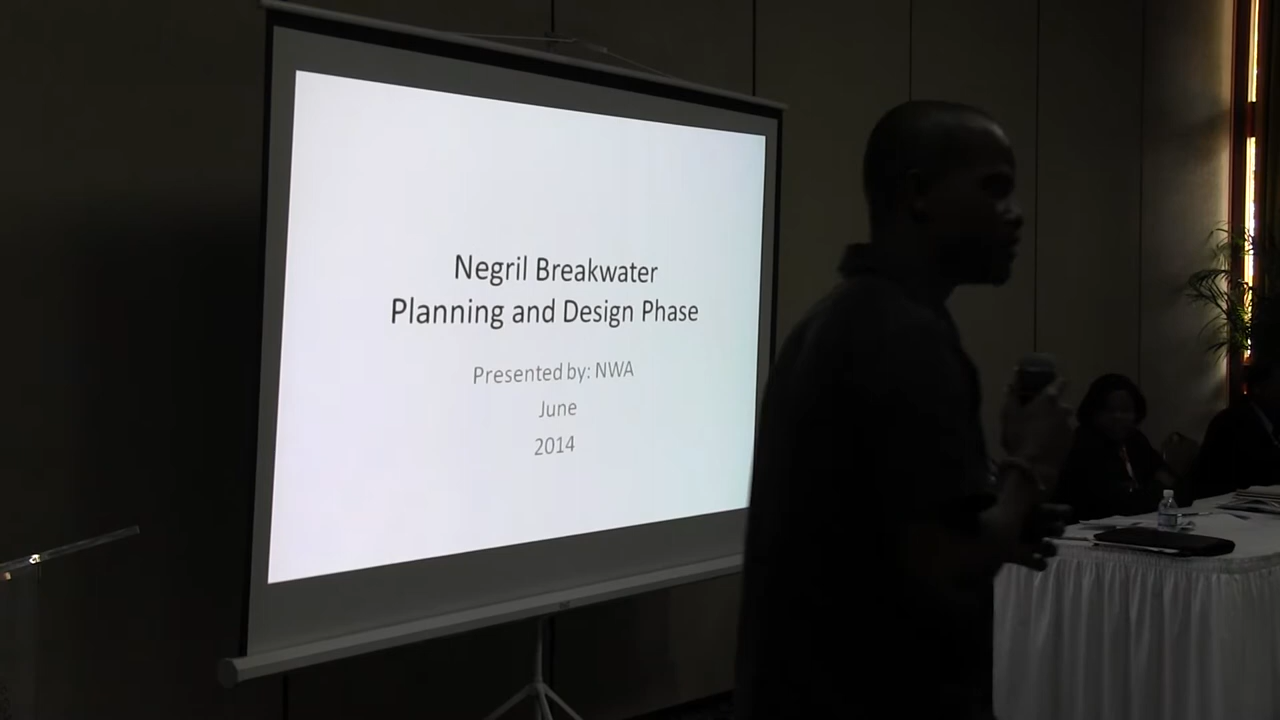 Negril Breakwater
Planning and Design Phase
Presented by: NWA
June
2014